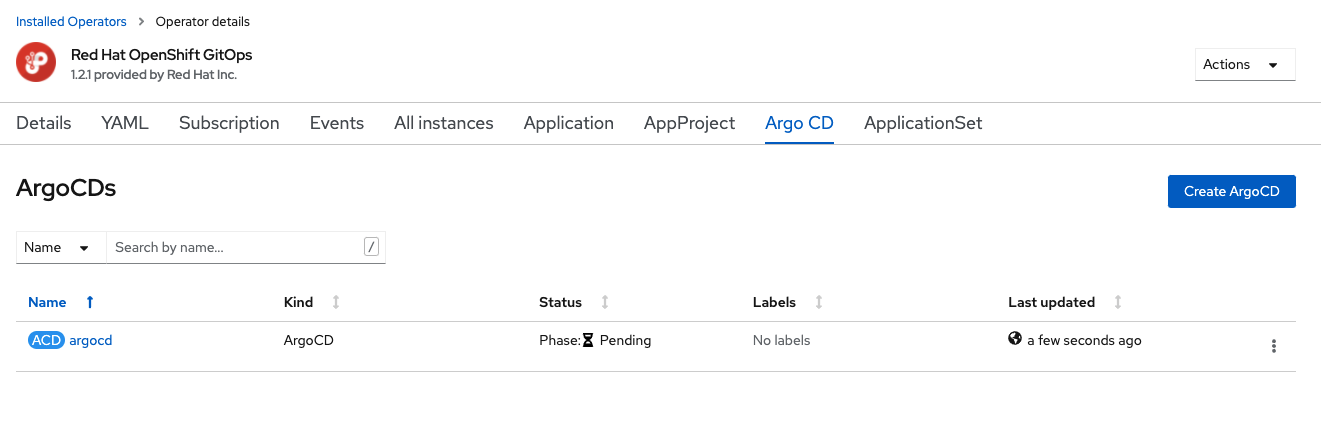 Installed Operators > Operator details
Red Hat OpenShift GitOps
1.2.1 provided by Red Hat Inc.
Actions
Details YAML Subscription Events All instances Application AppProject Argo CD ApplicationSet
ArgoCDs
Create ArgoCD
Name Search by name... /
Name Kind Status Labels Last updated
ACD argocd ArgoCD Phase: Pending No labels a few seconds ago